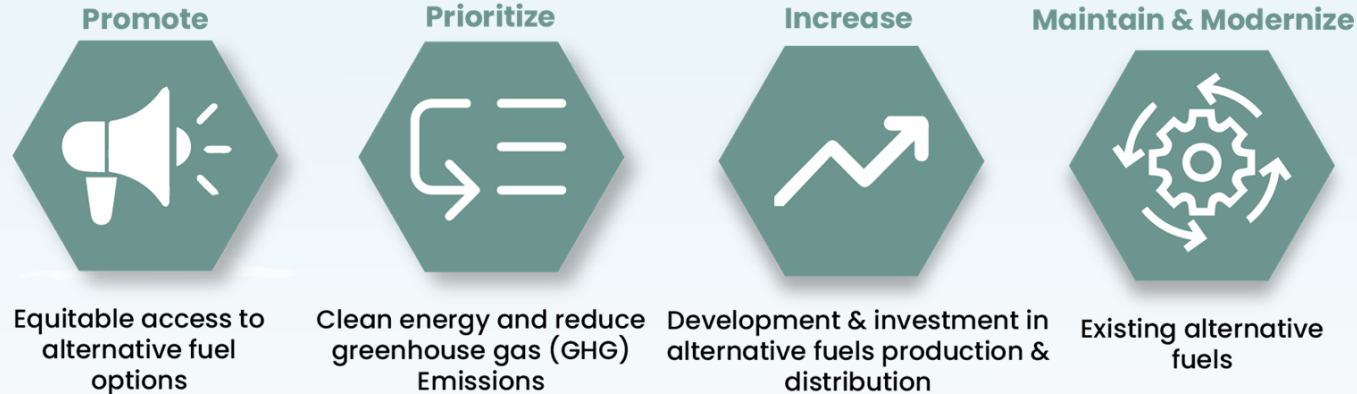 Promote
Equitable access to
alternative fuel
options
Prioritize
Clean energy and reduce
greenhouse gas (GHG)
Emissions
Increase
Development & investment in
alternative fuels production &
distribution
Maintain & Modernize
Existing alternative
fuels